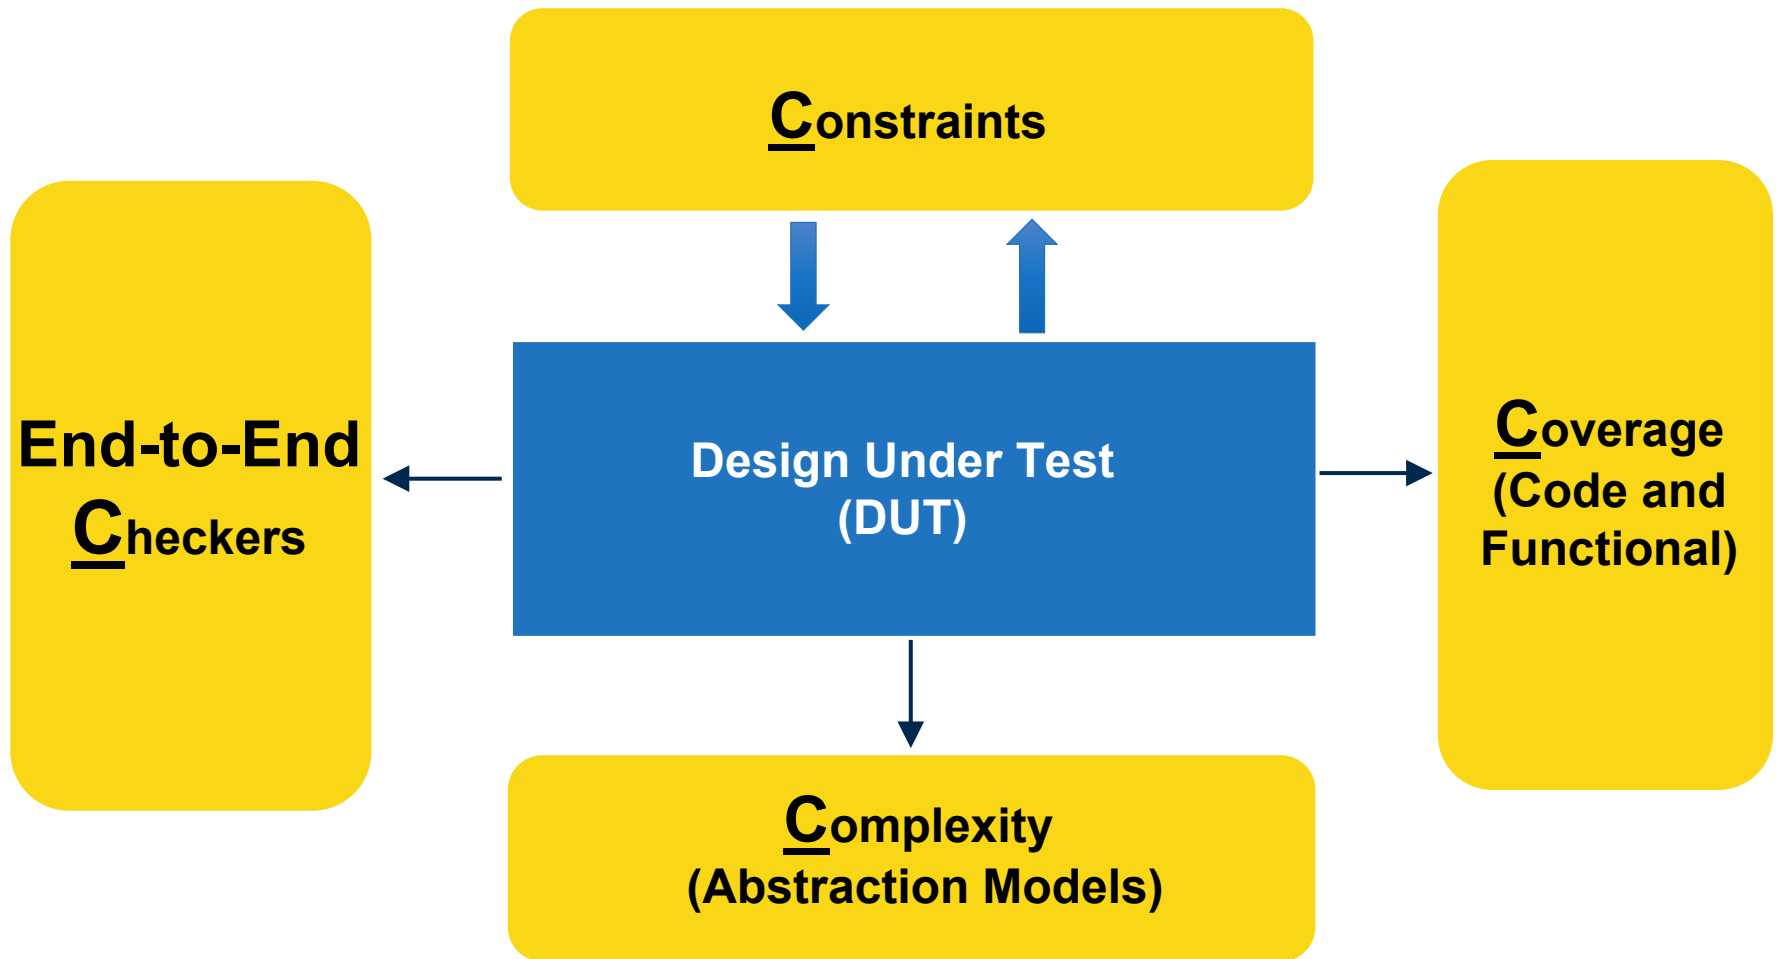 Constraints
End-to-End
Checkers
Design Under Test
(DUT)
Coverage
(Code and
Functional)
Complexity
(Abstraction Models)